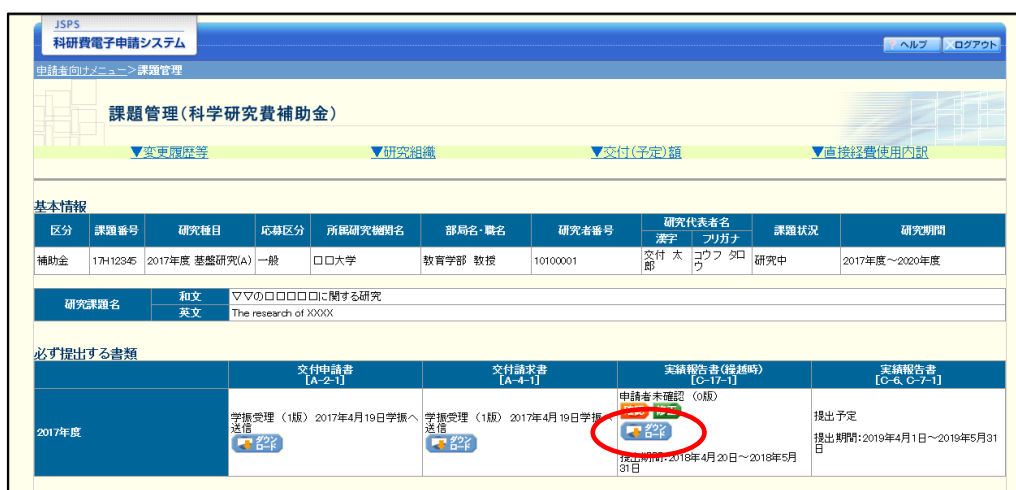 JSPS
科研費電子申請システム
? ヘルプ
×ログアウト
申請者向けメニュー>課題管理
課題管理(科学研究費補助金)
▼変更履歴等
▼研究組織
▼交付(予定)額
▼直接経費使用内訳
基本情報
区分 課題番号 研究種目 応募区分 所属研究機関名 部局名・職名 研究者番号 研究代表者名 課題状況 研究期間
漢字 フリガナ
補助金 17H12345 2017年度 基盤研究(A) 一般 □□大学 教育学部 教授 10100001 交付 太郎 コウフ タロウ 研究中 2017年度~2020年度
研究課題名 和文 ▽▽の□□□□□に関する研究
英文 The research of XXXX
必ず提出する書類
交付申請書 交付請求書 実績報告書(繰越時) 実績報告書
[A-2-1] [A-4-1] [C-17-1] [C-6、C-7-1]
2017年度
学振受理 (1版) 2017年4月19日学振へ
送信
ダウンロード
学振受理 (1版) 2017年4月19日学振へ
送信
ダウンロード
申請者未確認 (0版)
ダウンロード
提出期間:2018年4月20日~2018年5月
31日
提出予定
提出期間:2019年4月1日~2019年5月31
日